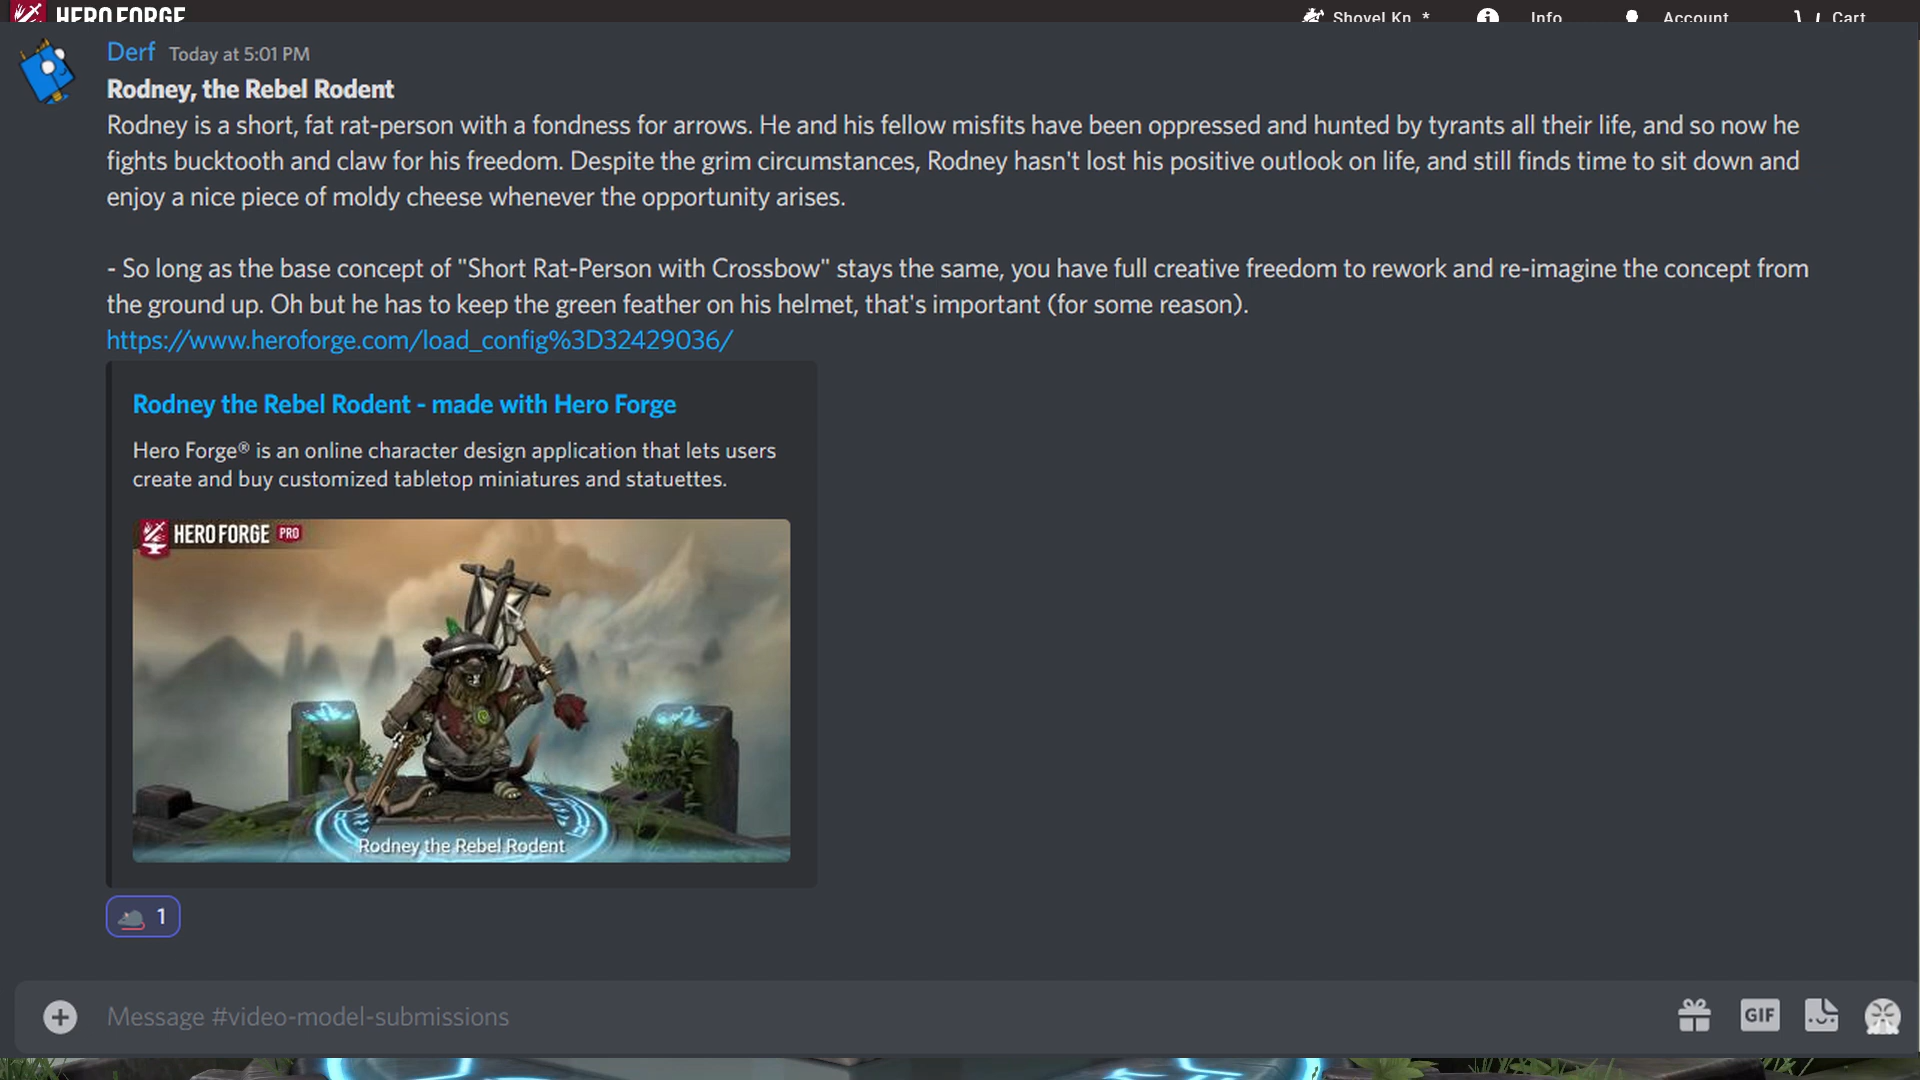 HERO FORGE
Shovel Kn * Info Account Cart
Derf Today at 5:01 PM
Rodney, the Rebel Rodent
Rodney is a short, fat rat-person with a fondness for arrows. He and his fellow misfits have been oppressed and hunted by tyrants all their life, and so now he
fights bucktooth and claw for his freedom. Despite the grim circumstances, Rodney hasn't lost his positive outlook on life, and still finds time to sit down and
enjoy a nice piece of moldy cheese whenever the opportunity arises.
- So long as the base concept of "Short Rat-Person with Crossbow" stays the same, you have full creative freedom to rework and re-imagine the concept from
the ground up. Oh but he has to keep the green feather on his helmet, that's important (for some reason).
https://www.heroforge.com/load_config%3D32429036/
Rodney the Rebel Rodent - made with Hero Forge
Hero Forge® is an online character design application that lets users
create and buy customized tabletop miniatures and statuettes.
HERO FORGE PRO
Rodney the Rebel Rodent
1
Message #video-model-submissions
GIF